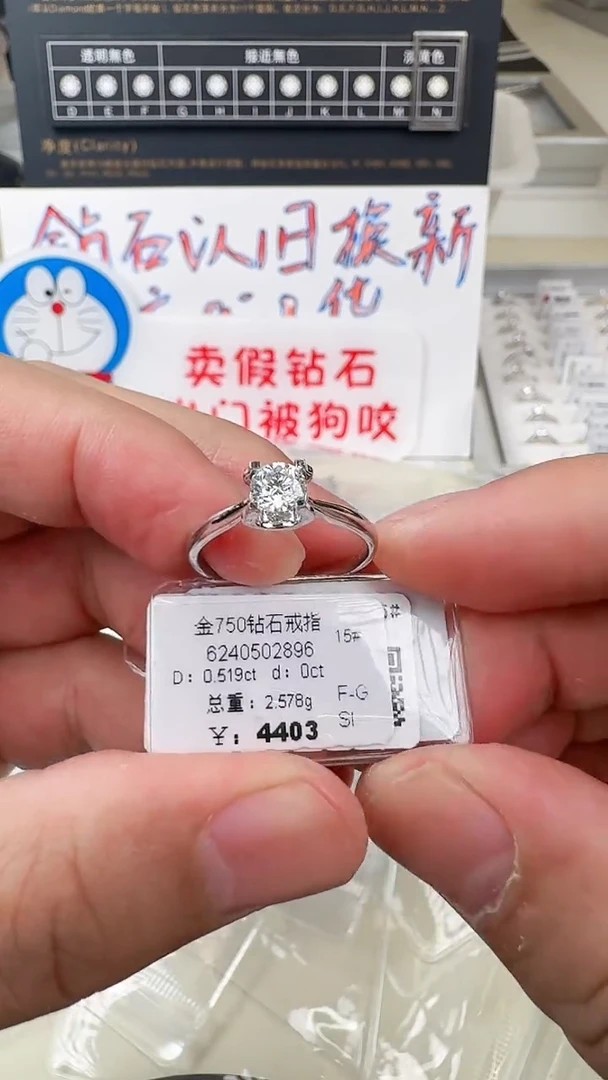 透明無色 接近無色 淡黃色
D E F G H I J K L M N
净度(Clarity)
钻石以旧换新
卖假钻石
出门被狗咬
金750钻石戒指
15#
6240502896
D: 0.519ct d: 0ct
F-G
总重: 2.578g
SI
¥: 4403